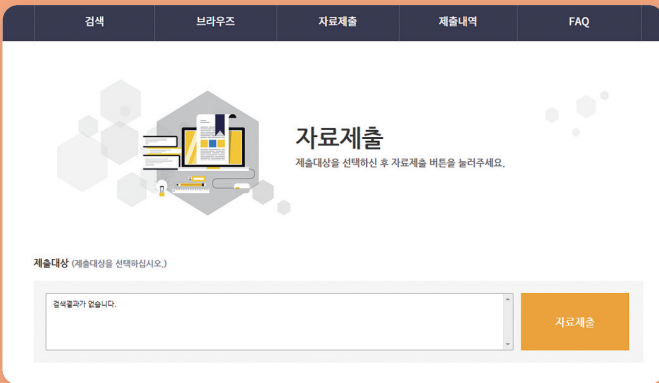 검색
브라우즈
자료제출
제출내역
FAQ
자료제출
제출대상을 선택하신 후 자료제출 버튼을 눌러주세요.
제출대상 (제출대상을 선택하십시오.)
검색결과가 없습니다.
자료제출